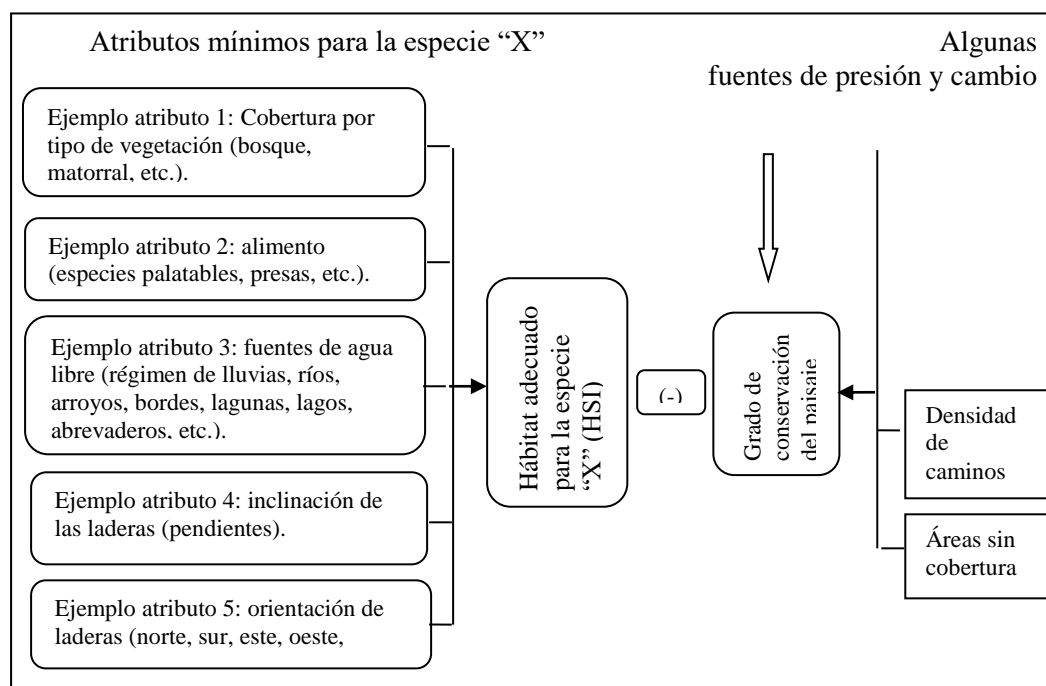 Atributos mínimos para la especie “X”
Algunas
fuentes de presión y cambio
Ejemplo atributo 1: Cobertura por
tipo de vegetación (bosque,
matorral, etc.).
Ejemplo atributo 2: alimento
(especies palatables, presas, etc.).
Ejemplo atributo 3: fuentes de agua
libre (régimen de lluvias, ríos,
arroyos, bordes, lagunas, lagos,
abrevaderos, etc.).
Ejemplo atributo 4: inclinación de
las laderas (pendientes).
Ejemplo atributo 5: orientación de
laderas (norte, sur, este, oeste,
Hábitat adecuado
para la especie
“X” (HSI)
(-)
Grado de
conservación
del paisaje
Densidad
de
caminos
Áreas sin
cobertura